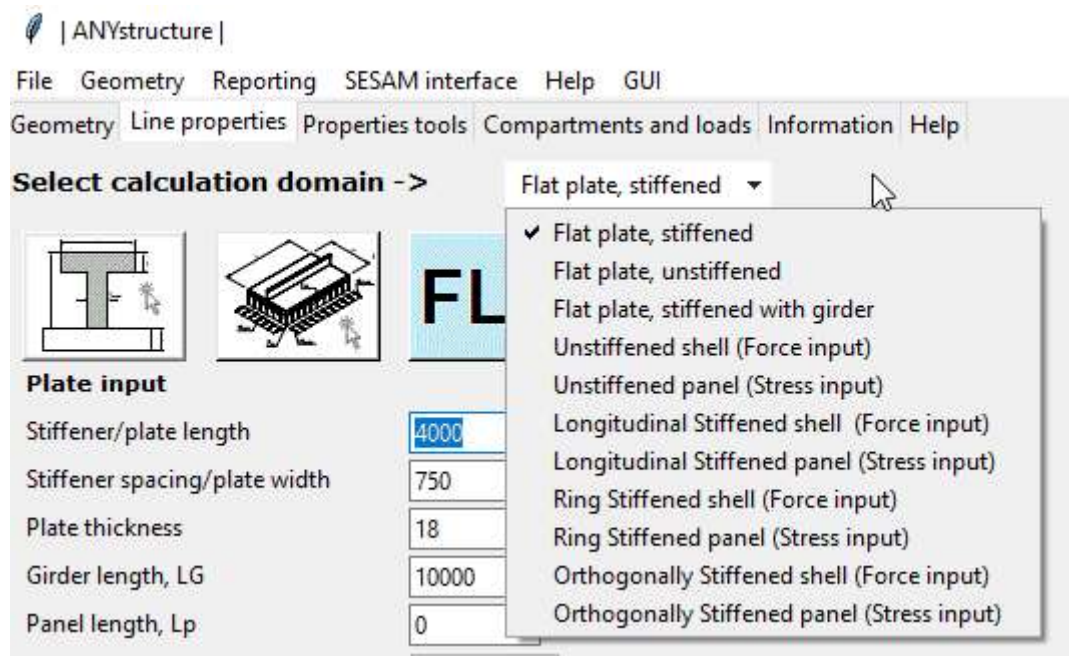 | ANYstructure |
File Geometry Reporting SESAM interface Help GUI
Geometry Line properties Properties tools Compartments and loads Information Help
Select calculation domain -> Flat plate, stiffened
✔ Flat plate, stiffened
Flat plate, unstiffened
Flat plate, stiffened with girder
Unstiffened shell (Force input)
Unstiffened panel (Stress input)
Longitudinal Stiffened shell  (Force input)
Longitudinal Stiffened panel (Stress input)
Ring Stiffened shell (Force input)
Ring Stiffened panel (Stress input)
Orthogonally Stiffened shell (Force input)
Orthogonally Stiffened panel (Stress input)
FL
Plate input
Stiffener/plate length 4000
Stiffener spacing/plate width 750
Plate thickness 18
Girder length, LG 10000
Panel length, Lp 0